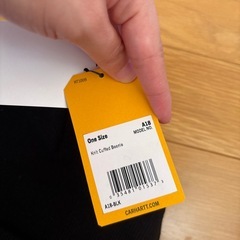 A18
MODEL NO.
One Size
Knit Cuffed Beanie
A18-BLK
CARHARTT.COM